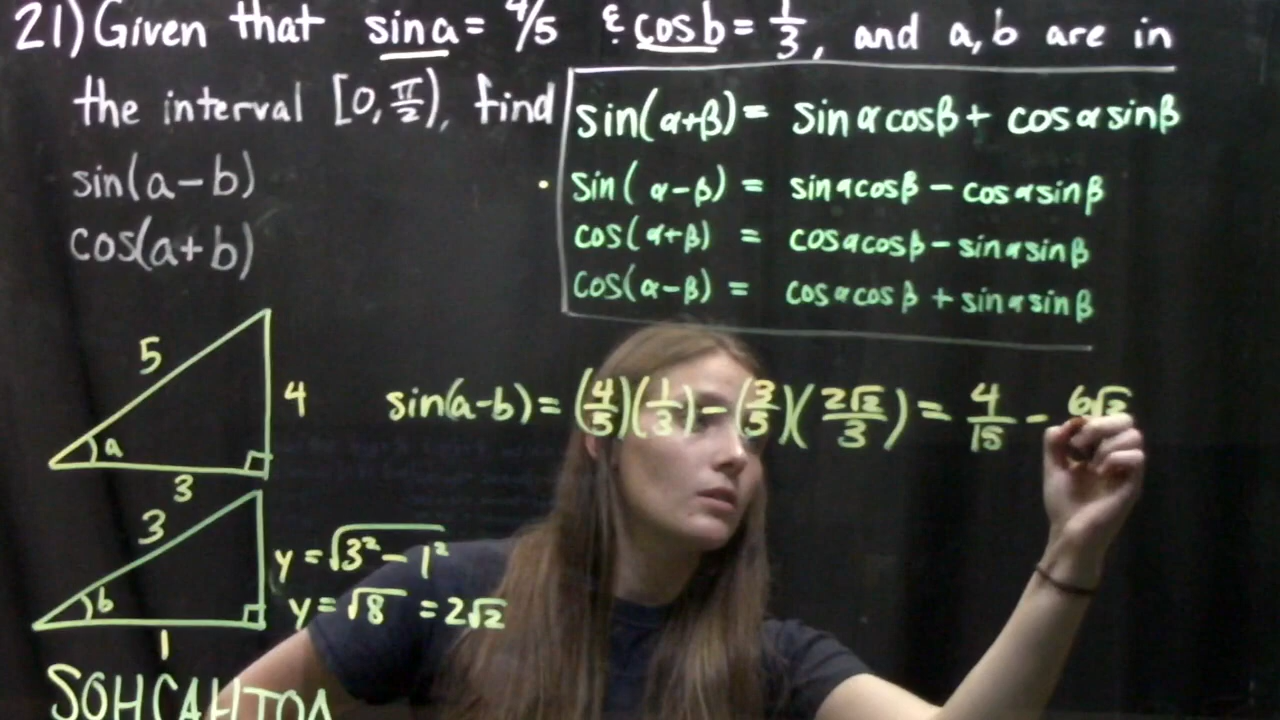 21) Given that sin a = 4/5 & cos b = 1/3, and a, b are in
the interval [0, π/2), find
sin(a-b)
cos(a+b)
sin(α+β) = sin α cos β + cos α sin β
sin(α-β) = sin α cos β - cos α sin β
cos(α+β) = cos α cos β - sin α sin β
cos(α-β) = cos α cos β + sin α sin β
5
4
a
3
sin(a-b) = (4/5)(1/3) - (3/5)(2√2/3) = 4/15 - 6√2
3
b
1
y = √3² - 1²
y = √8 = 2√2
SOHCAHTOA